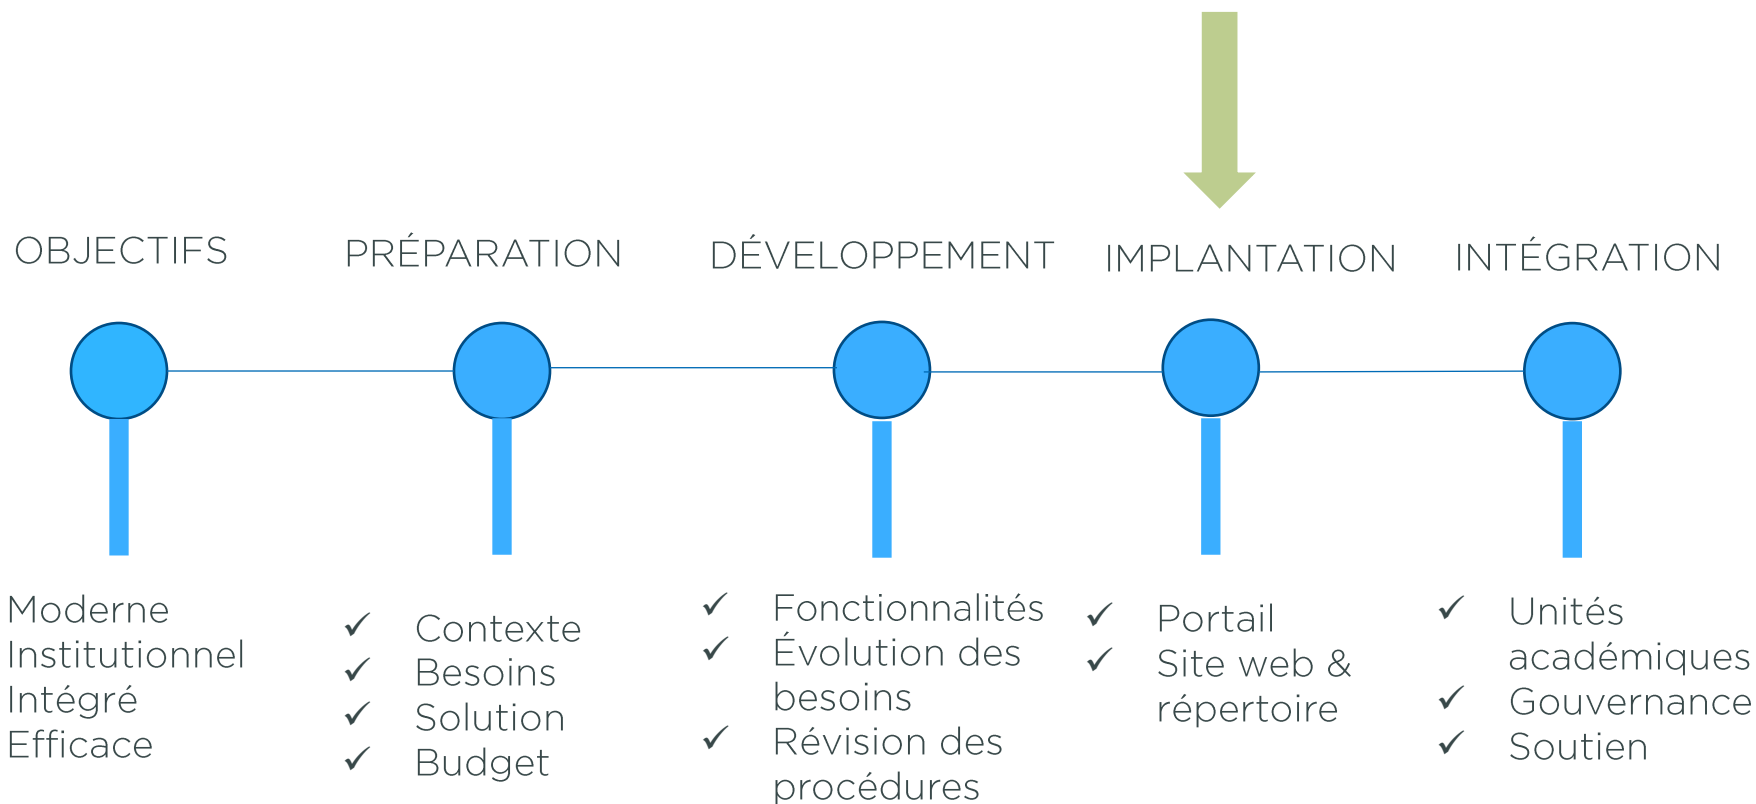 OBJECTIFS
PRÉPARATION
DÉVELOPPEMENT
IMPLANTATION
INTÉGRATION
Moderne
Institutionnel
Intégré
Efficace
✓ Contexte
✓ Besoins
✓ Solution
✓ Budget
✓ Fonctionnalités
✓ Évolution des
besoins
✓ Révision des
procédures
✓ Portail
✓ Site web &
répertoire
✓ Unités
académiques
✓ Gouvernance
✓ Soutien